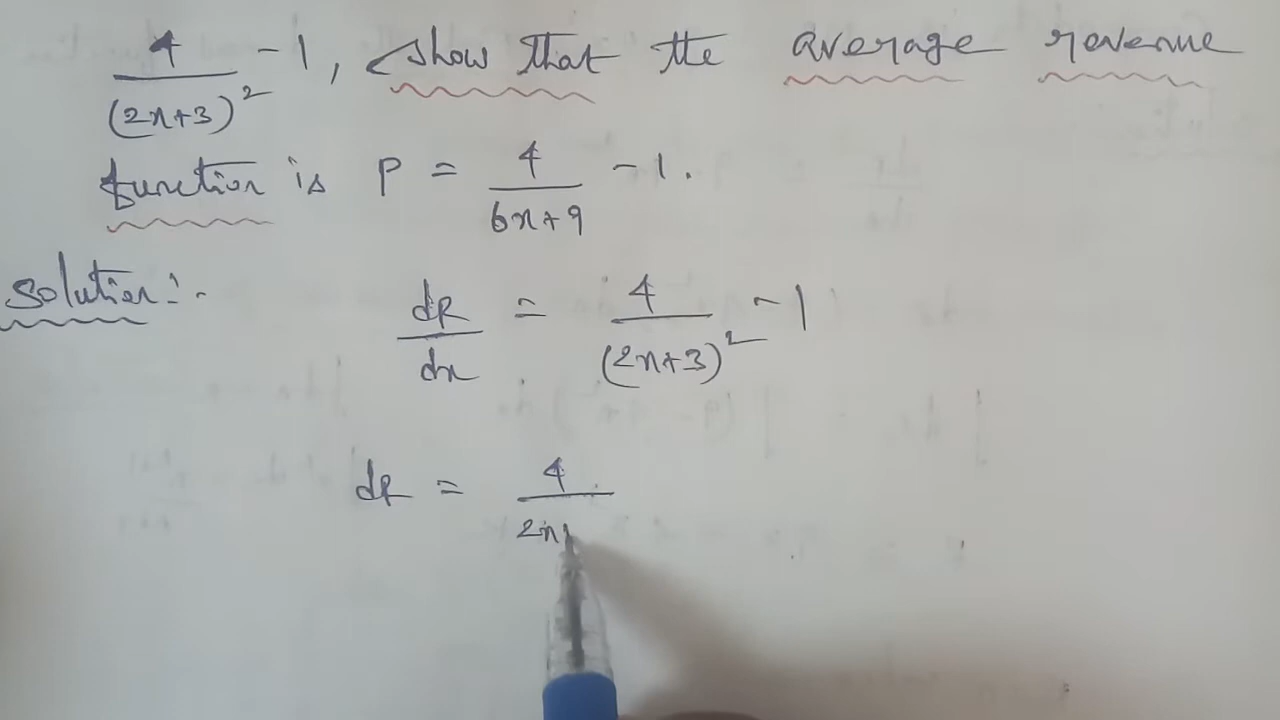 4/(2x+3)² - 1, show that the average revenue
function is P = 4/(6x+9) - 1.
Solution:-
dR/dx = 4/(2x+3)² - 1
dR = 4/2x